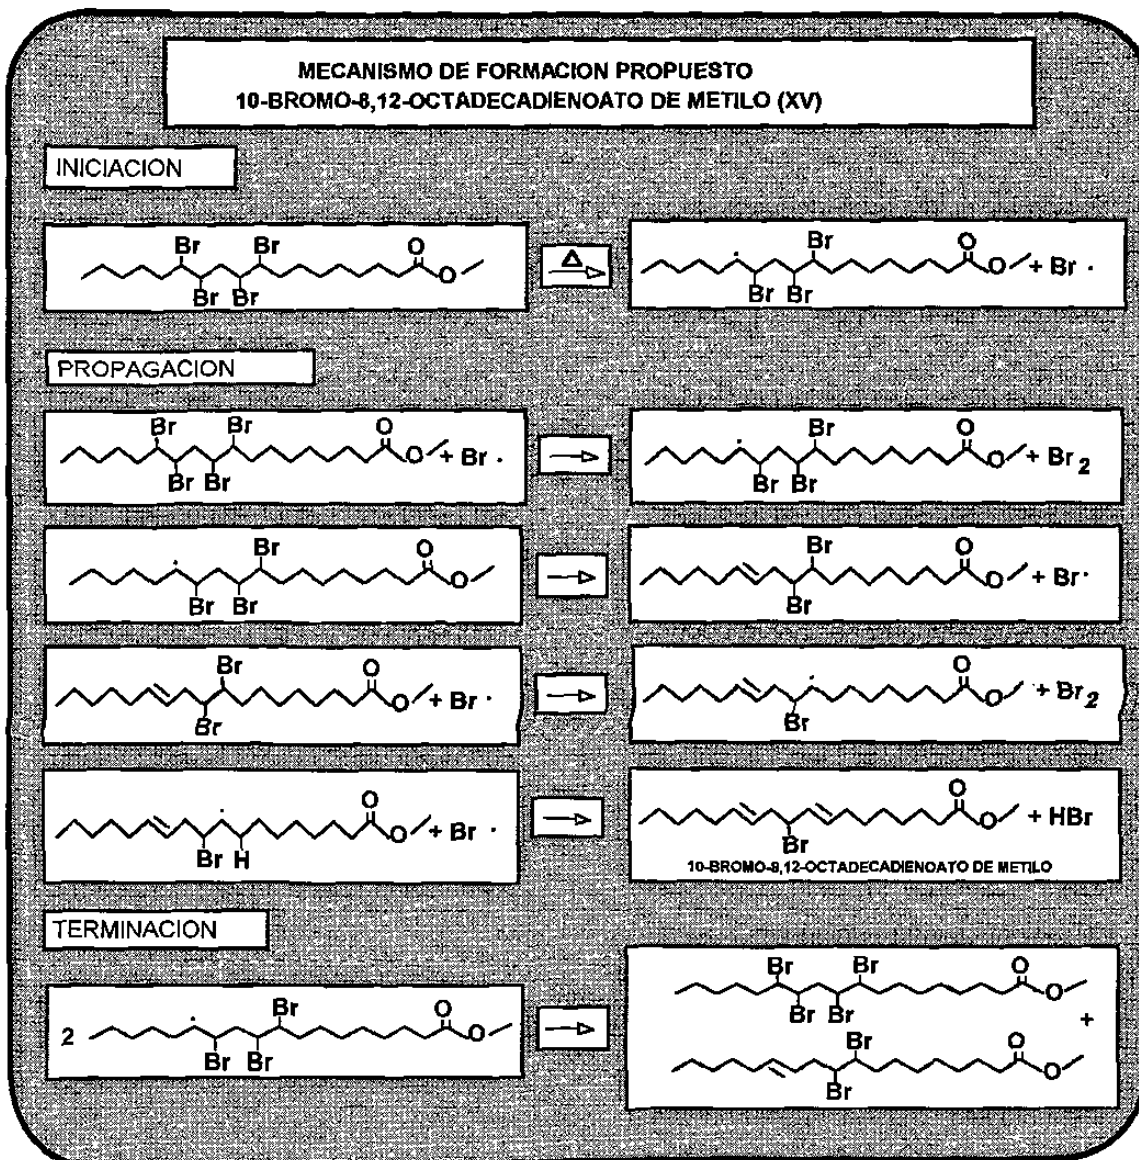 MECANISMO DE FORMACION PROPUESTO
10-BROMO-8,12-OCTADECADIENOATO DE METILO (XV)
INICIACION
Br Br O
O
Br Br
Δ
Br O
O + Br ·
Br Br
PROPAGACION
Br Br O
O + Br ·
Br Br
Br O
O + Br 2
Br Br
Br O
O
Br Br
Br O
O + Br ·
Br
Br O
O + Br ·
Br
O
O + Br 2
Br
O
O + Br ·
Br H
O
O + HBr
Br
10-BROMO-8,12-OCTADECADIENOATO DE METILO
TERMINACION
2 Br O
O
Br Br
Br Br O
O
Br Br
+
Br O
O
Br